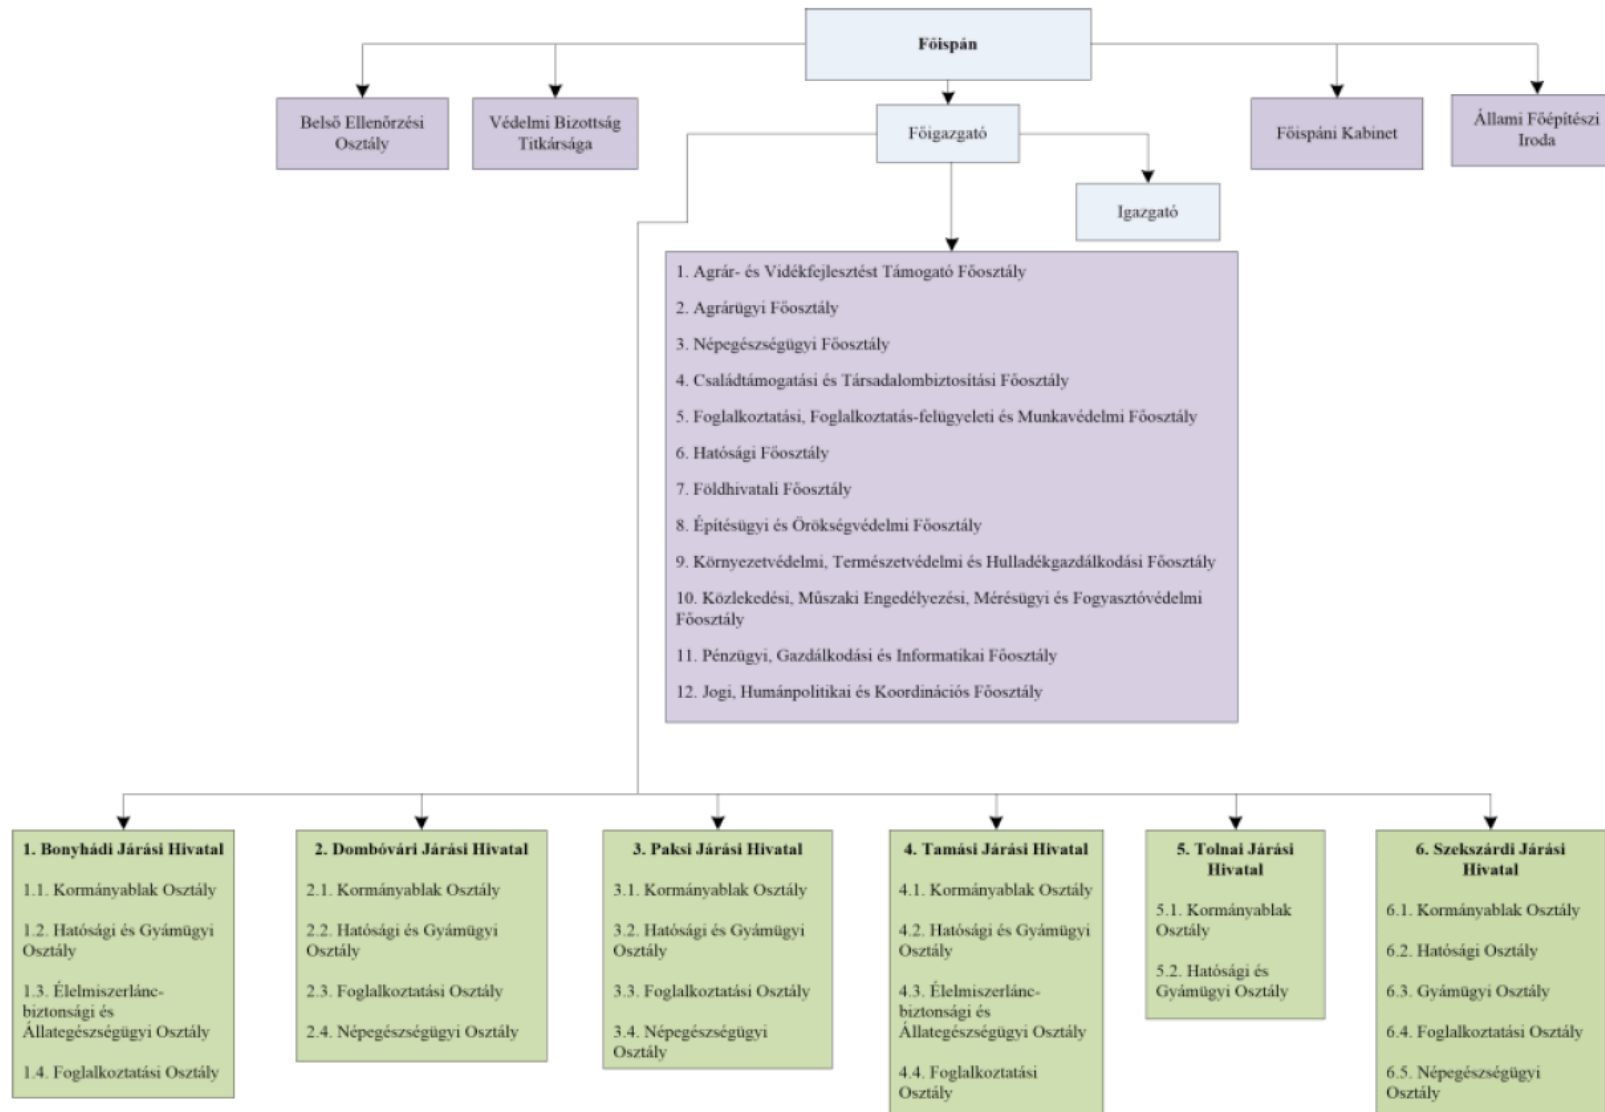 Főispán
Belső Ellenőrzési
Osztály
Védelmi Bizottság
Titkársága
Főigazgató
Főispáni Kabinet
Állami Főépítészi
Iroda
Igazgató
1. Agrár- és Vidékfejlesztést Támogató Főosztály
2. Agrárügyi Főosztály
3. Népegészségügyi Főosztály
4. Családtámogatási és Társadalombiztosítási Főosztály
5. Foglalkoztatási, Foglalkoztatás-felügyeleti és Munkavédelmi Főosztály
6. Hatósági Főosztály
7. Földhivatali Főosztály
8. Építésügyi és Örökségvédelmi Főosztály
9. Környezetvédelmi, Természetvédelmi és Hulladékgazdálkodási Főosztály
10. Közlekedési, Műszaki Engedélyezési, Mérésügyi és Fogyasztóvédelmi
Főosztály
11. Pénzügyi, Gazdálkodási és Informatikai Főosztály
12. Jogi, Humánpolitikai és Koordinációs Főosztály
1. Bonyhádi Járási Hivatal
1.1. Kormányablak Osztály
1.2. Hatósági és Gyámügyi
Osztály
1.3. Élelmiszerlánc-
biztonsági és
Állategészségügyi Osztály
1.4. Foglalkoztatási Osztály
2. Dombóvári Járási Hivatal
2.1. Kormányablak Osztály
2.2. Hatósági és Gyámügyi
Osztály
2.3. Foglalkoztatási Osztály
2.4. Népegészségügyi Osztály
3. Paksi Járási Hivatal
3.1. Kormányablak Osztály
3.2. Hatósági és Gyámügyi
Osztály
3.3. Foglalkoztatási Osztály
3.4. Népegészségügyi
Osztály
4. Tamási Járási Hivatal
4.1. Kormányablak Osztály
4.2. Hatósági és Gyámügyi
Osztály
4.3. Élelmiszerlánc-
biztonsági és
Állategészségügyi Osztály
4.4. Foglalkoztatási
Osztály
5. Tolnai Járási
Hivatal
5.1. Kormányablak
Osztály
5.2. Hatósági és
Gyámügyi Osztály
6. Szekszárdi Járási
Hivatal
6.1. Kormányablak Osztály
6.2. Hatósági Osztály
6.3. Gyámügyi Osztály
6.4. Foglalkoztatási Osztály
6.5. Népegészségügyi
Osztály